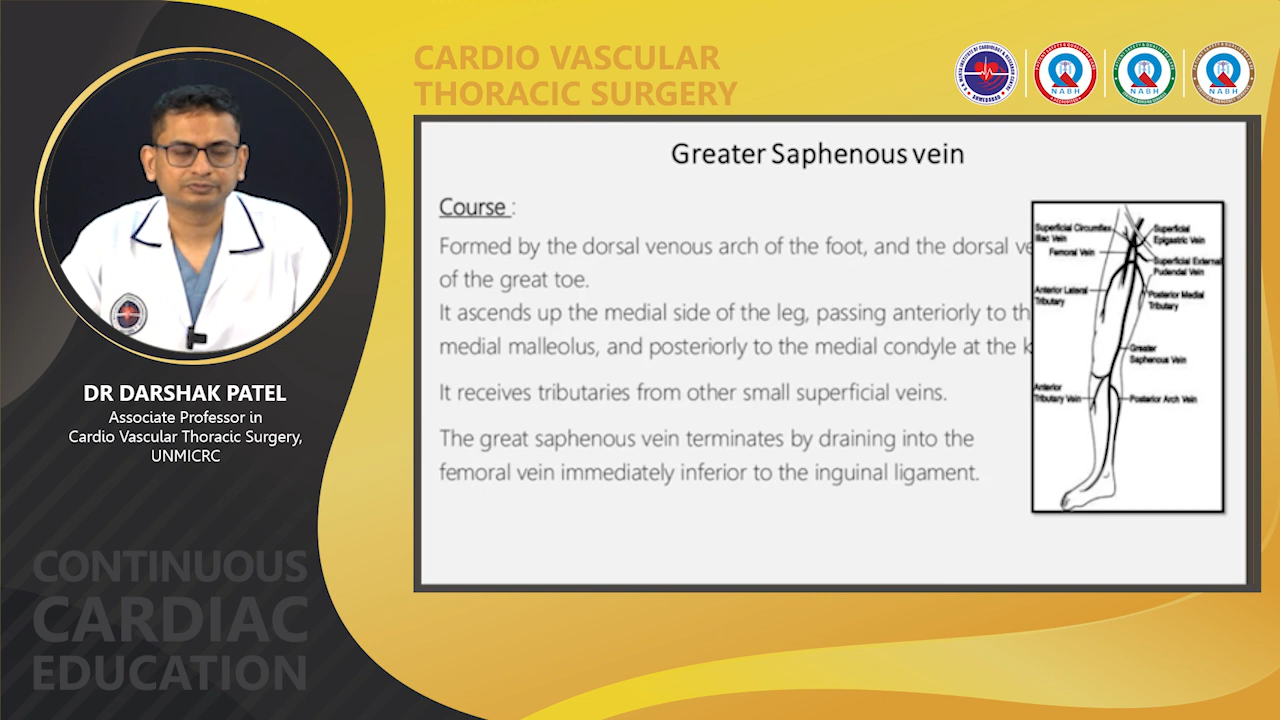 CARDIO VASCULAR
THORACIC SURGERY
NABH
NABH
NABH
Greater Saphenous vein
Course :
Formed by the dorsal venous arch of the foot, and the dorsal ve
of the great toe.
It ascends up the medial side of the leg, passing anteriorly to th
medial malleolus, and posteriorly to the medial condyle at the k
It receives tributaries from other small superficial veins.
The great saphenous vein terminates by draining into the
femoral vein immediately inferior to the inguinal ligament.
Superficial Circumflex
Iliac Vein
Femoral Vein
Anterior Lateral
Tributary
Anterior
Tributary Vein
Superficial
Epigastric Vein
Superficial External
Pudendal Vein
Posterior Medial
Tributary
Greater
Saphenous Vein
Posterior Arch Vein
DR DARSHAK PATEL
Associate Professor in
Cardio Vascular Thoracic Surgery,
UNMICRC
CONTINUOUS
CARDIAC
EDUCATION